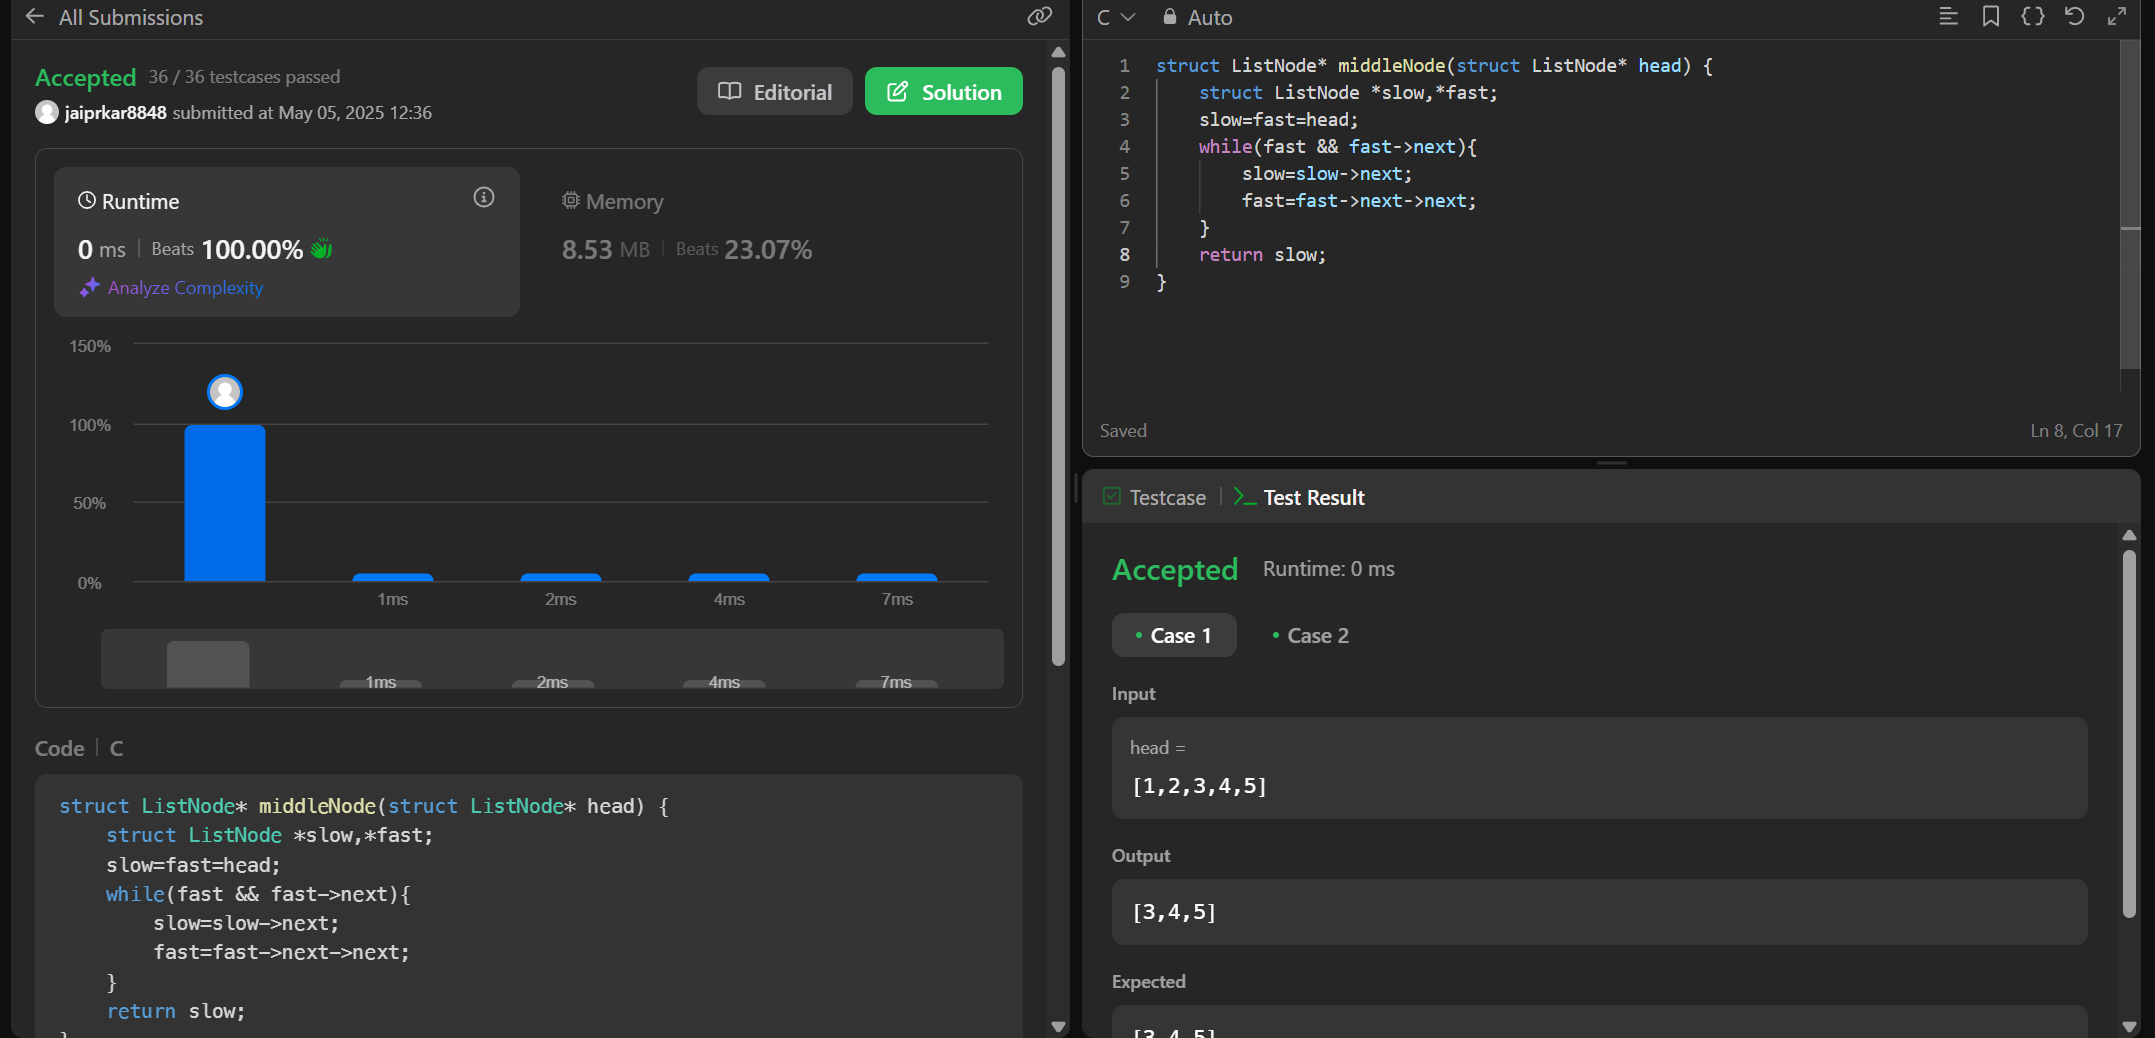 All Submissions
Accepted 36 / 36 testcases passed
jaiprkar8848 submitted at May 05, 2025 12:36
Editorial
Solution
Runtime
0 ms | Beats 100.00%
Analyze Complexity
Memory
8.53 MB | Beats 23.07%
150%
100%
50%
0%
1ms 2ms 4ms 7ms
1ms 2ms 4ms 7ms
Code | C
struct ListNode* middleNode(struct ListNode* head) {
    struct ListNode *slow,*fast;
    slow=fast=head;
    while(fast && fast->next){
        slow=slow->next;
        fast=fast->next->next;
    }
    return slow;
}
C
Auto
1 struct ListNode* middleNode(struct ListNode* head) {
2     struct ListNode *slow,*fast;
3     slow=fast=head;
4     while(fast && fast->next){
5         slow=slow->next;
6         fast=fast->next->next;
7     }
8     return slow;
9 }
Saved
Ln 8, Col 17
Testcase | >_ Test Result
Accepted Runtime: 0 ms
• Case 1 • Case 2
Input
head =
[1,2,3,4,5]
Output
[3,4,5]
Expected
[3,4,5]